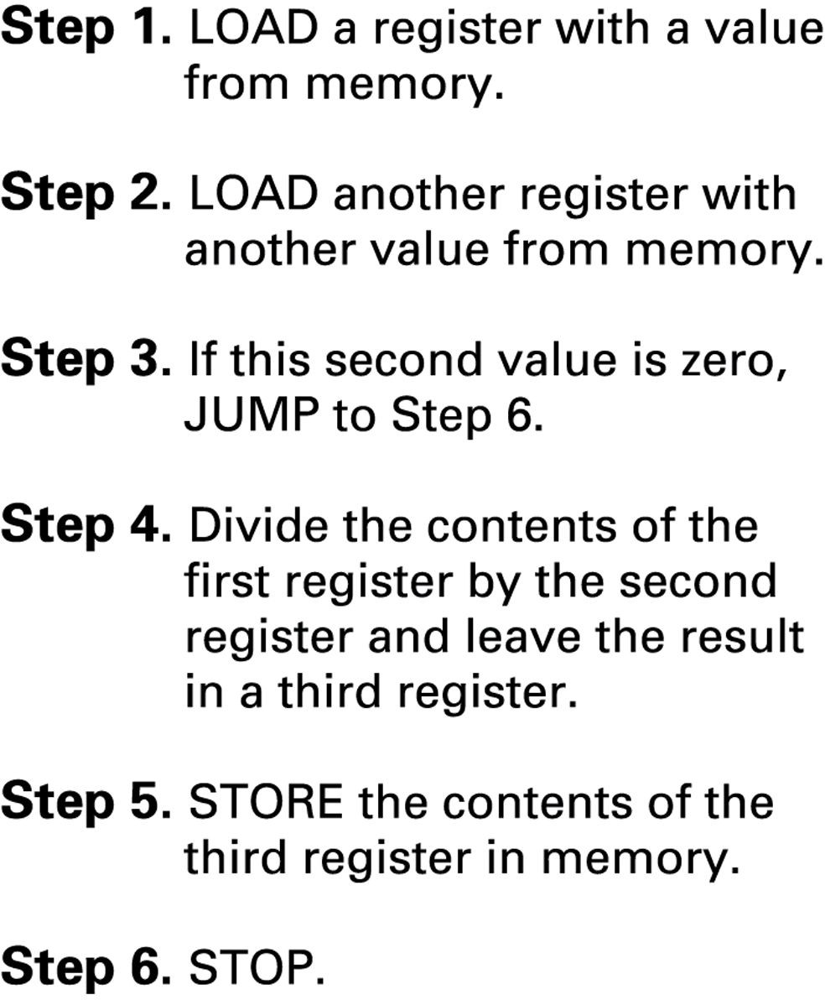 Step 1. LOAD a register with a value
from memory.
Step 2. LOAD another register with
another value from memory.
Step 3. If this second value is zero,
JUMP to Step 6.
Step 4. Divide the contents of the
first register by the second
register and leave the result
in a third register.
Step 5. STORE the contents of the
third register in memory.
Step 6. STOP.